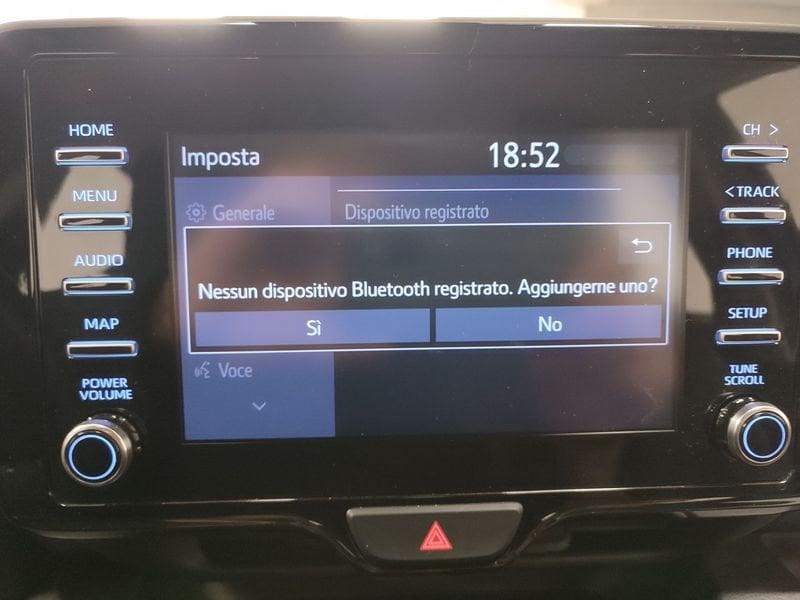 HOME
MENU
AUDIO
MAP
POWER
VOLUME
Imposta
18:52
Generale
Dispositivo registrato
Nessun dispositivo Bluetooth registrato. Aggiungerne uno?
Sì
No
Voce
CH >
< TRACK
PHONE
SETUP
TUNE
SCROLL